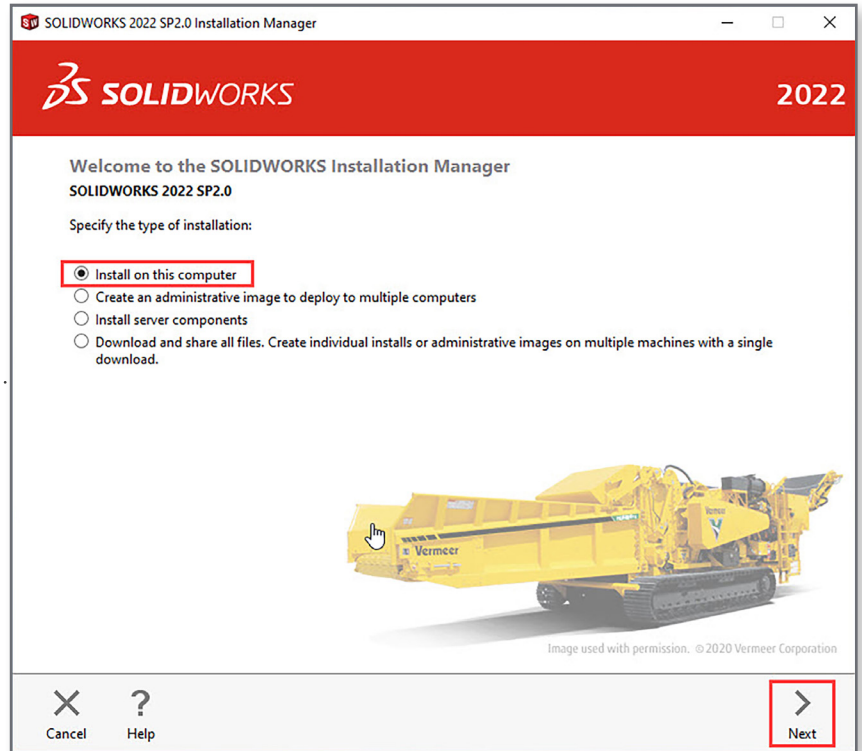 SOLIDWORKS 2022 SP2.0 Installation Manager
SOLIDWORKS
2022
Welcome to the SOLIDWORKS Installation Manager
SOLIDWORKS 2022 SP2.0
Specify the type of installation:
Install on this computer
Create an administrative image to deploy to multiple computers
Install server components
Download and share all files. Create individual installs or administrative images on multiple machines with a single
download.
Vermeer
Vermeer
Image used with permission. © 2020 Vermeer Corporation
Cancel
Help
Next